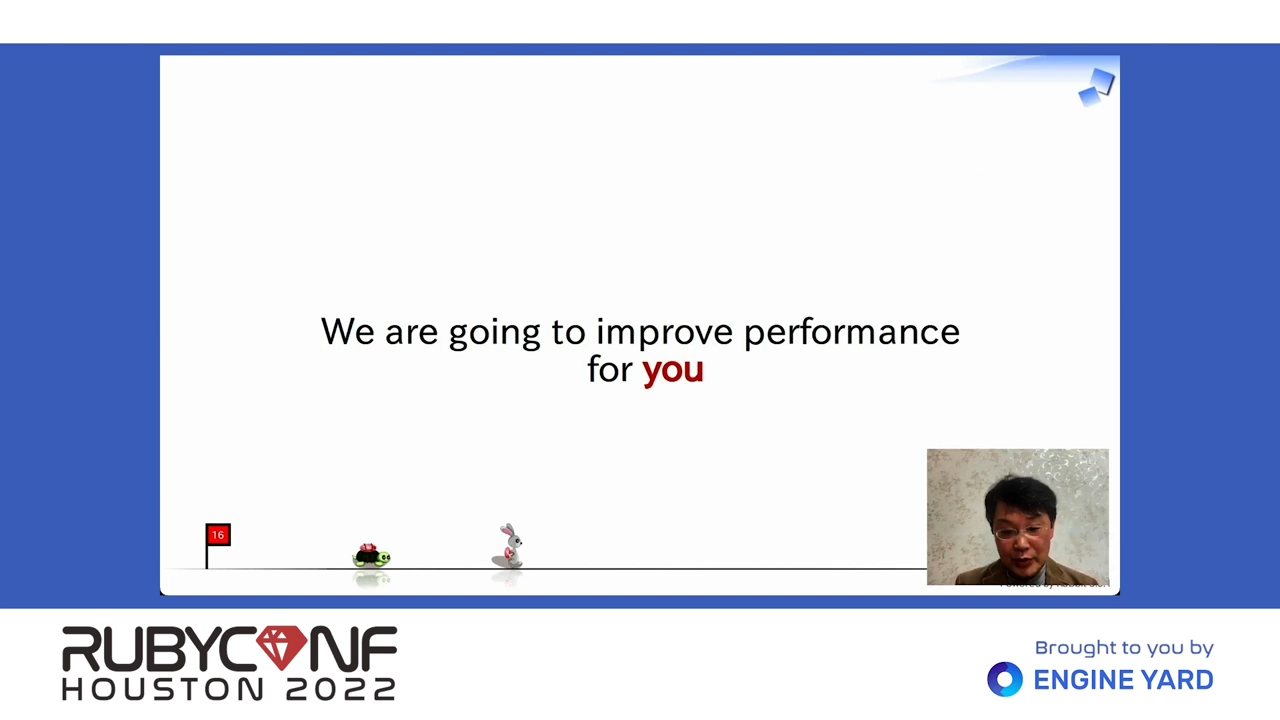 We are going to improve performance
for you
16
RUBYCONF
HOUSTON 2022
Brought to you by
ENGINE YARD